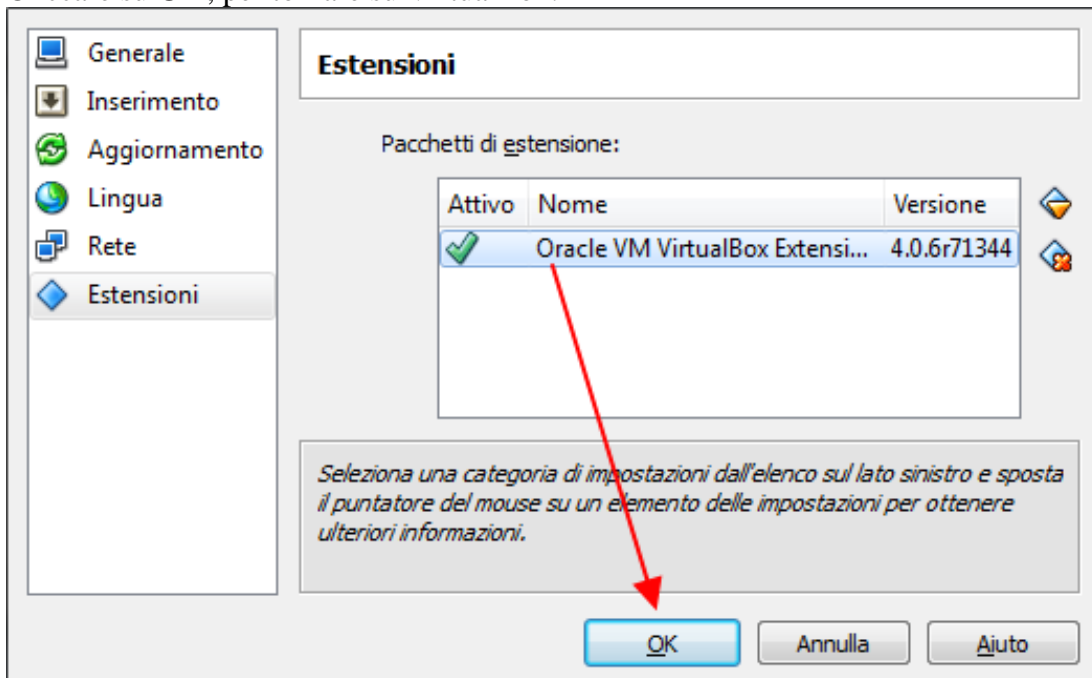 Generale
Inserimento
Aggiornamento
Lingua
Rete
Estensioni
Estensioni
Pacchetti di estensione:
Attivo Nome Versione
Oracle VM VirtualBox Extensi... 4.0.6r71344
Seleziona una categoria di impostazioni dall'elenco sul lato sinistro e sposta
il puntatore del mouse su un elemento delle impostazioni per ottenere
ulteriori informazioni.
OK Annulla Aiuto